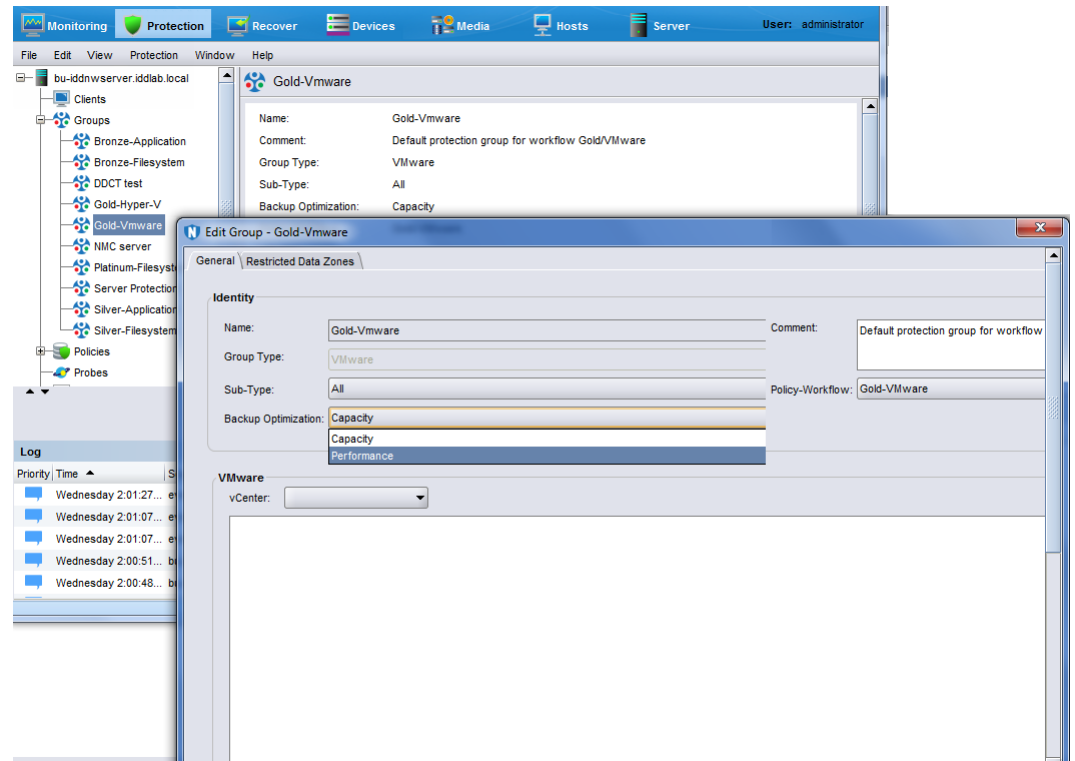 Monitoring Protection Recover Devices Media Hosts Server User: administrator
File Edit View Protection Window Help
bu-iddnwserver.iddlab.local
Clients
Groups
Bronze-Application
Bronze-Filesystem
DDCT test
Gold-Hyper-V
Gold-Vmware
NMC server
Platinum-Filesyste
Server Protection
Silver-Application
Silver-Filesystem
Policies
Probes
Gold-Vmware
Name: Gold-Vmware
Comment: Default protection group for workflow Gold/VMware
Group Type: VMware
Sub-Type: All
Backup Optimization: Capacity
Log
Priority Time S
Wednesday 2:01:27... e
Wednesday 2:01:07... e
Wednesday 2:01:07... e
Wednesday 2:00:51... b
Wednesday 2:00:48... b
Edit Group - Gold-Vmware
General Restricted Data Zones
Identity
Name: Gold-Vmware
Comment: Default protection group for workflow
Group Type: VMware
Sub-Type: All
Policy-Workflow: Gold-VMware
Backup Optimization: Capacity
Capacity
Performance
VMware
vCenter: